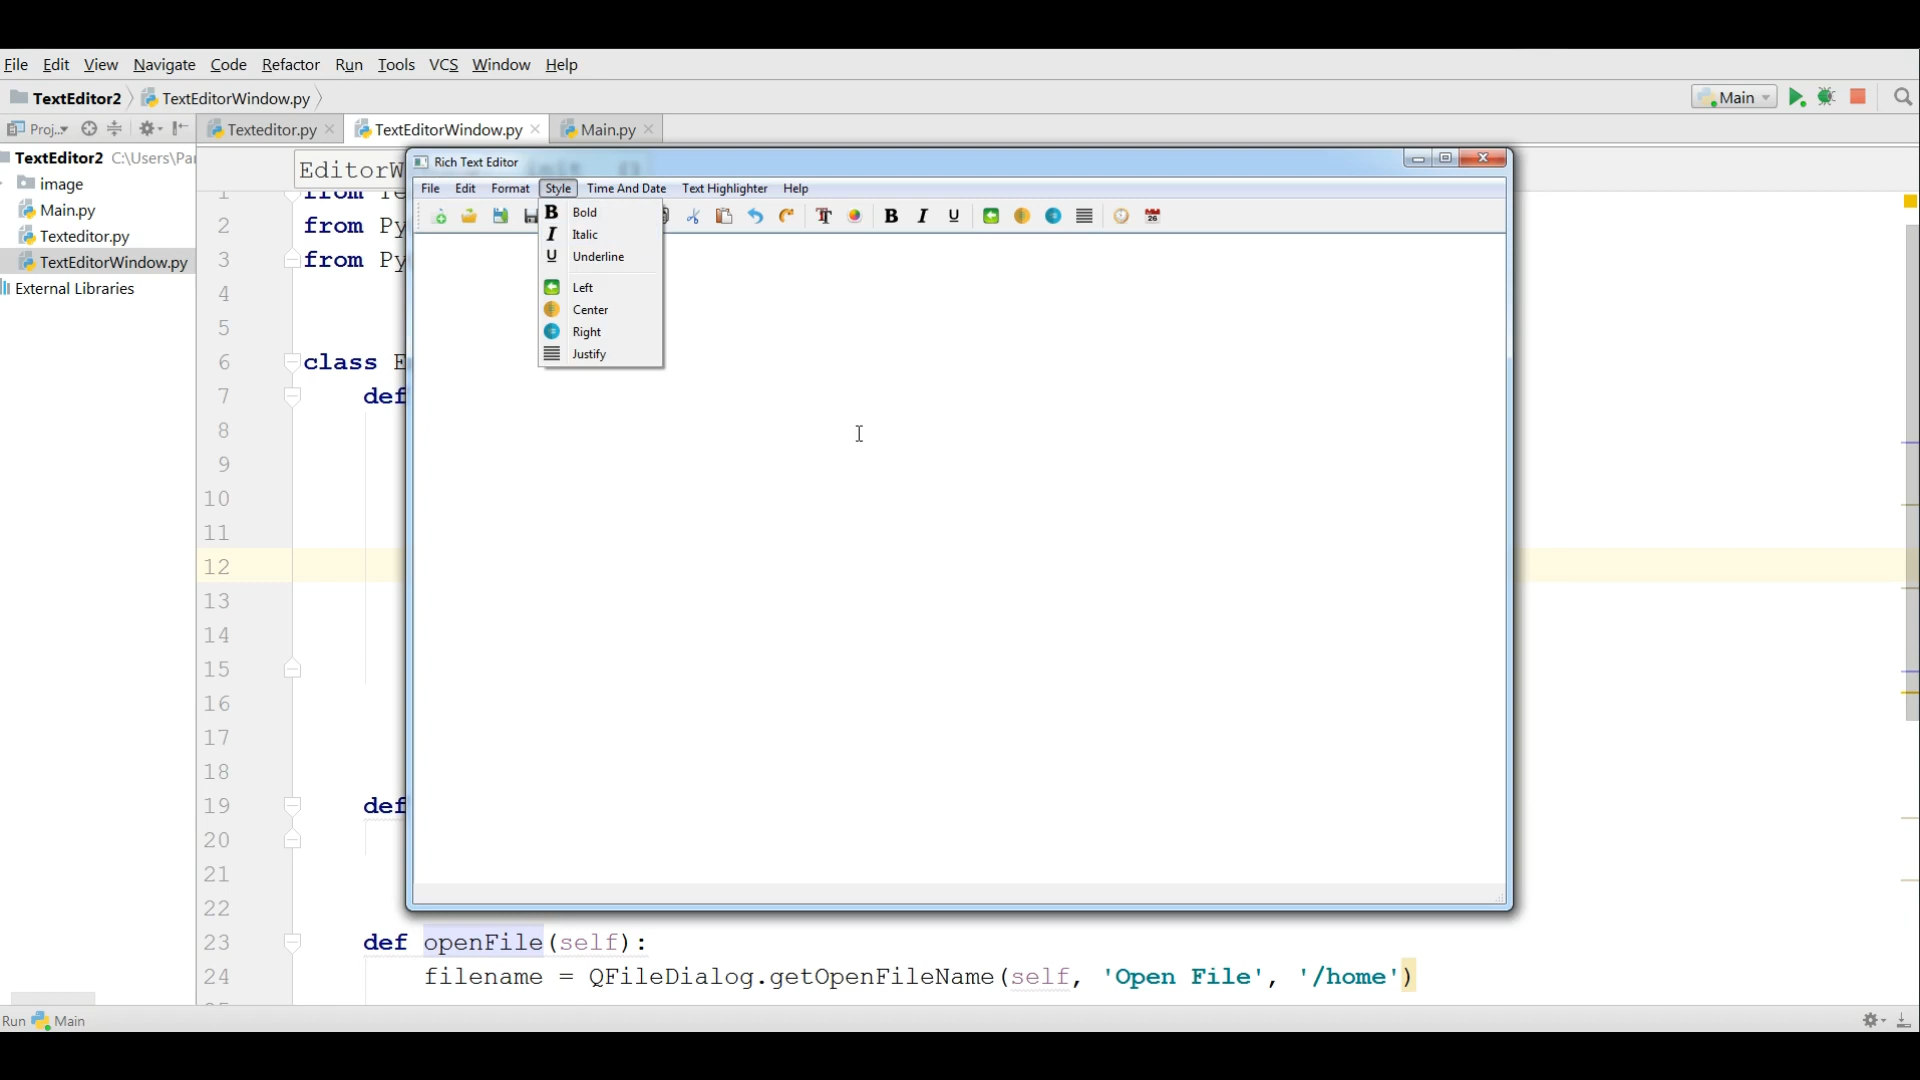 File Edit View Navigate Code Refactor Run Tools VCS Window Help
TextEditor2 TextEditorWindow.py Main
Proj.. Texteditor.py TextEditorWindow.py Main.py
TextEditor2 C:\Users\Par
image
Main.py
Texteditor.py
TextEditorWindow.py
External Libraries
EditorW
Rich Text Editor
File Edit Format Style Time And Date Text Highlighter Help
B I U
26
B Bold
I Italic
U Underline
Left
Center
Right
Justify
1 from Te
2 from Py
3 from Py
4
5
6 class E
7 def
8
9
10
11
12
13
14
15
16
17
18
19 def
20
21
22
23 def openFile(self):
24 filename = QFileDialog.getOpenFileName(self, 'Open File', '/home')
Run Main